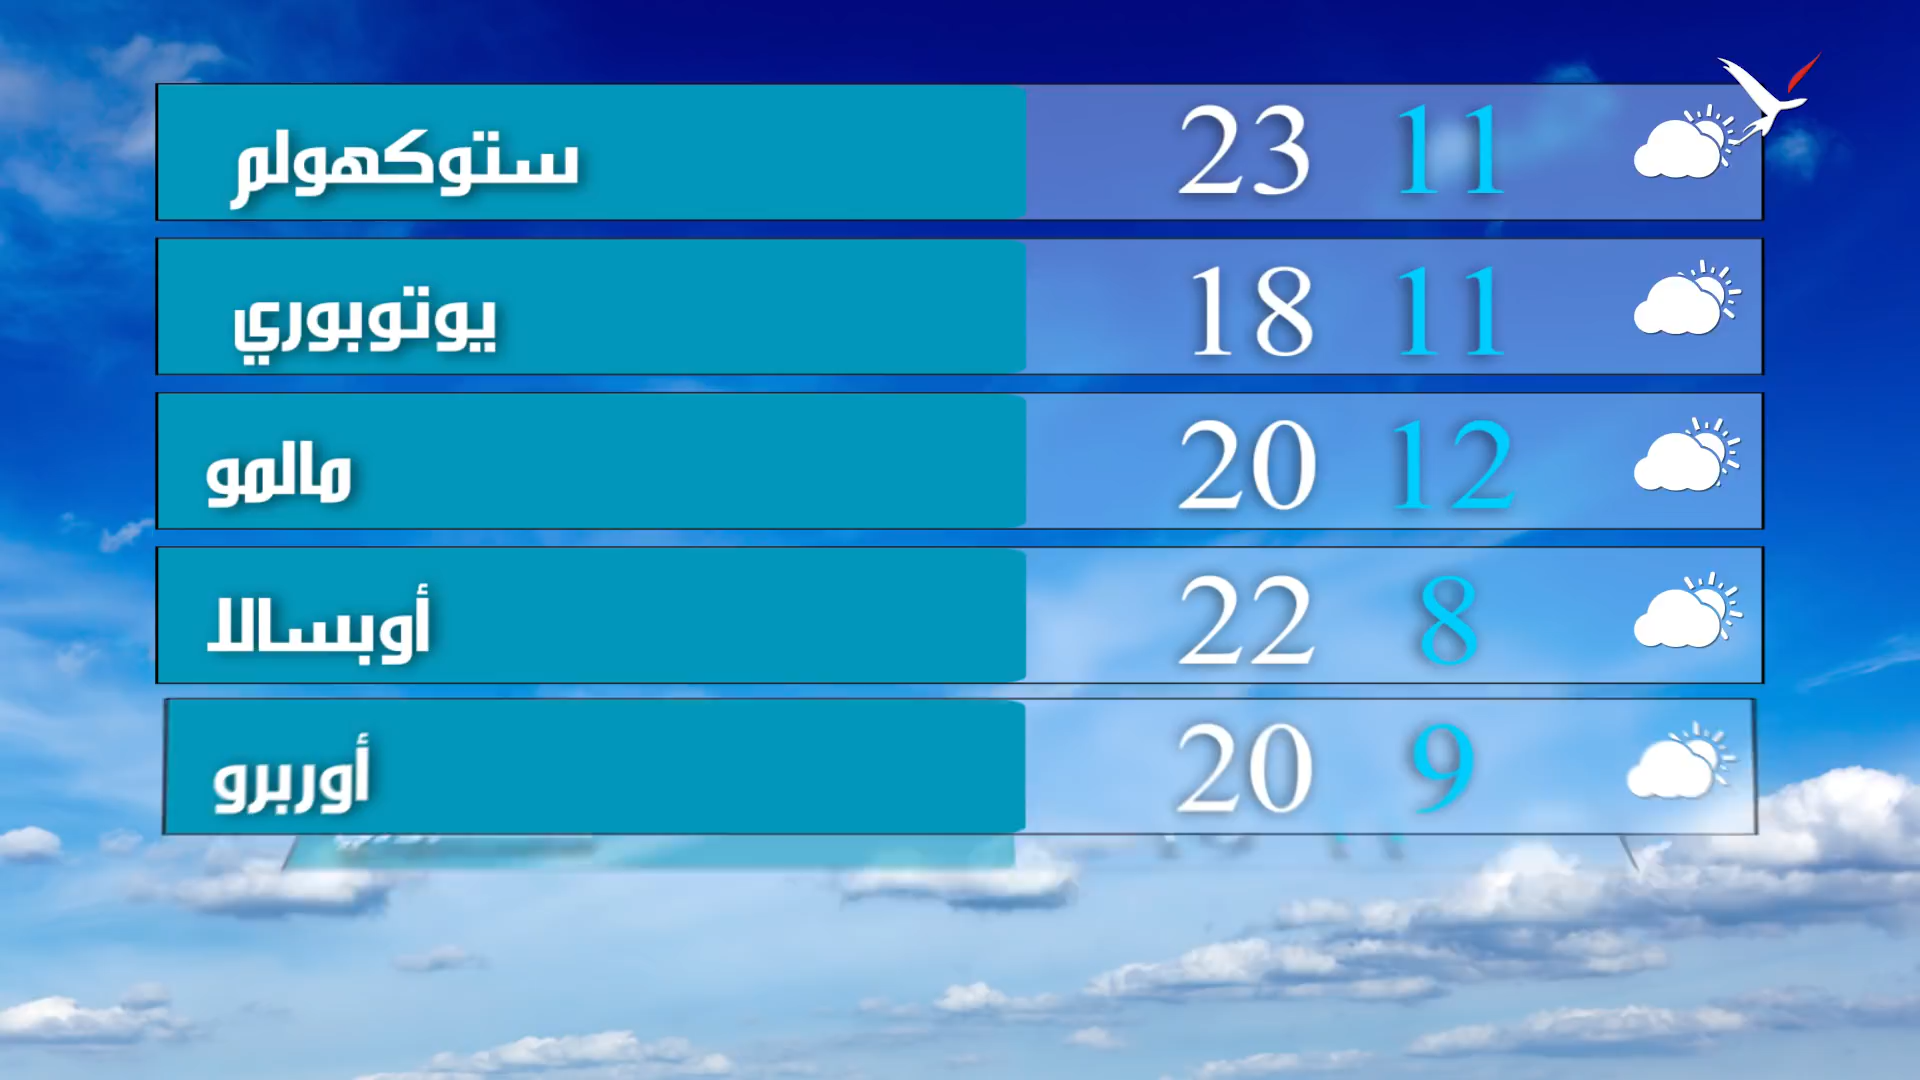 ستوكهولم 23 11
يوتوبوري 18 11
مالمو 20 12
أوبسالا 22 8
أوربرو 20 9